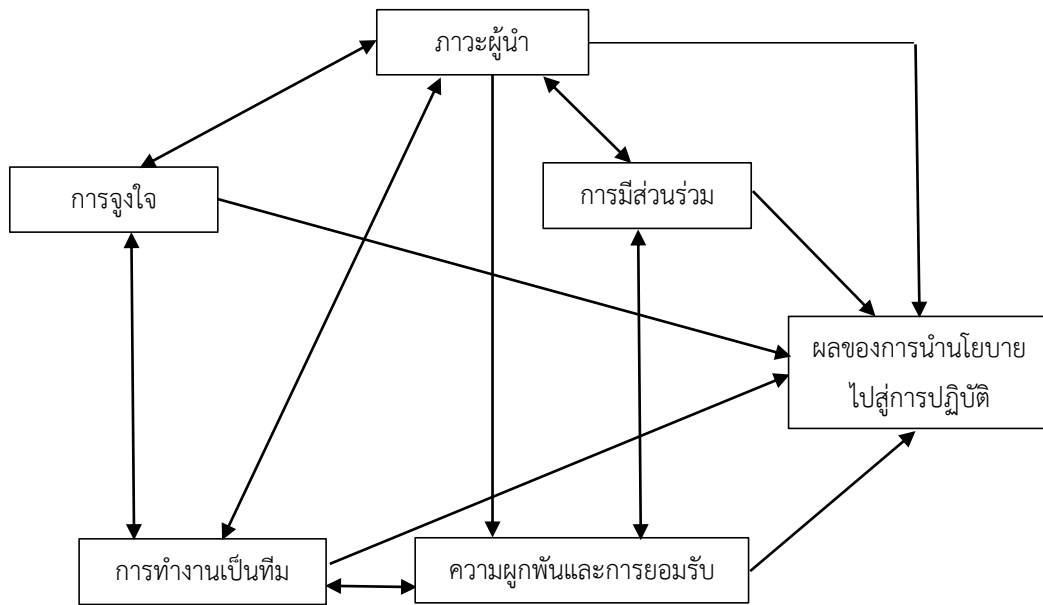 ภาวะผู้นำ
การจูงใจ
การมีส่วนร่วม
ผลของการนำนโยบาย
ไปสู่การปฏิบัติ
การทำงานเป็นทีม
ความผูกพันและการยอมรับ